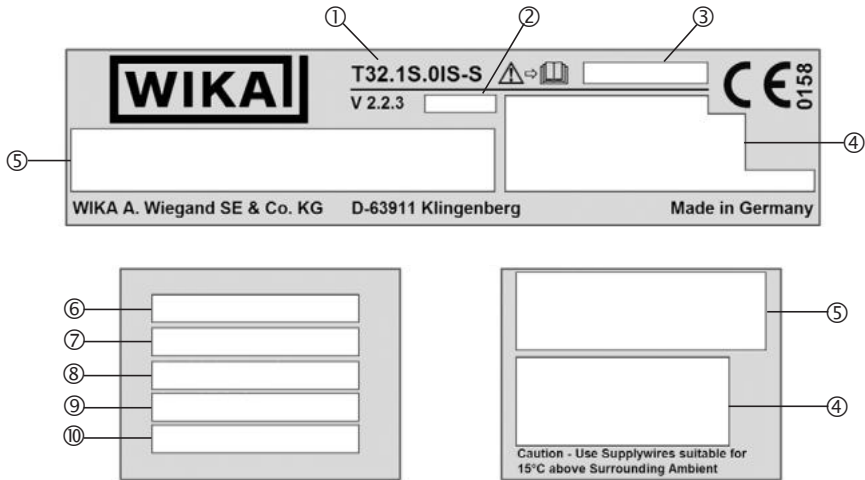 ① ② ③
WIKA T32.1S.0IS-S
V 2.2.3
0158
④
⑤
WIKA A. Wiegand SE & Co. KG D-63911 Klingenberg Made in Germany
⑥
⑦
⑧
⑨
⑩
⑤
④
Caution - Use Supplywires suitable for
15°C above Surrounding Ambient